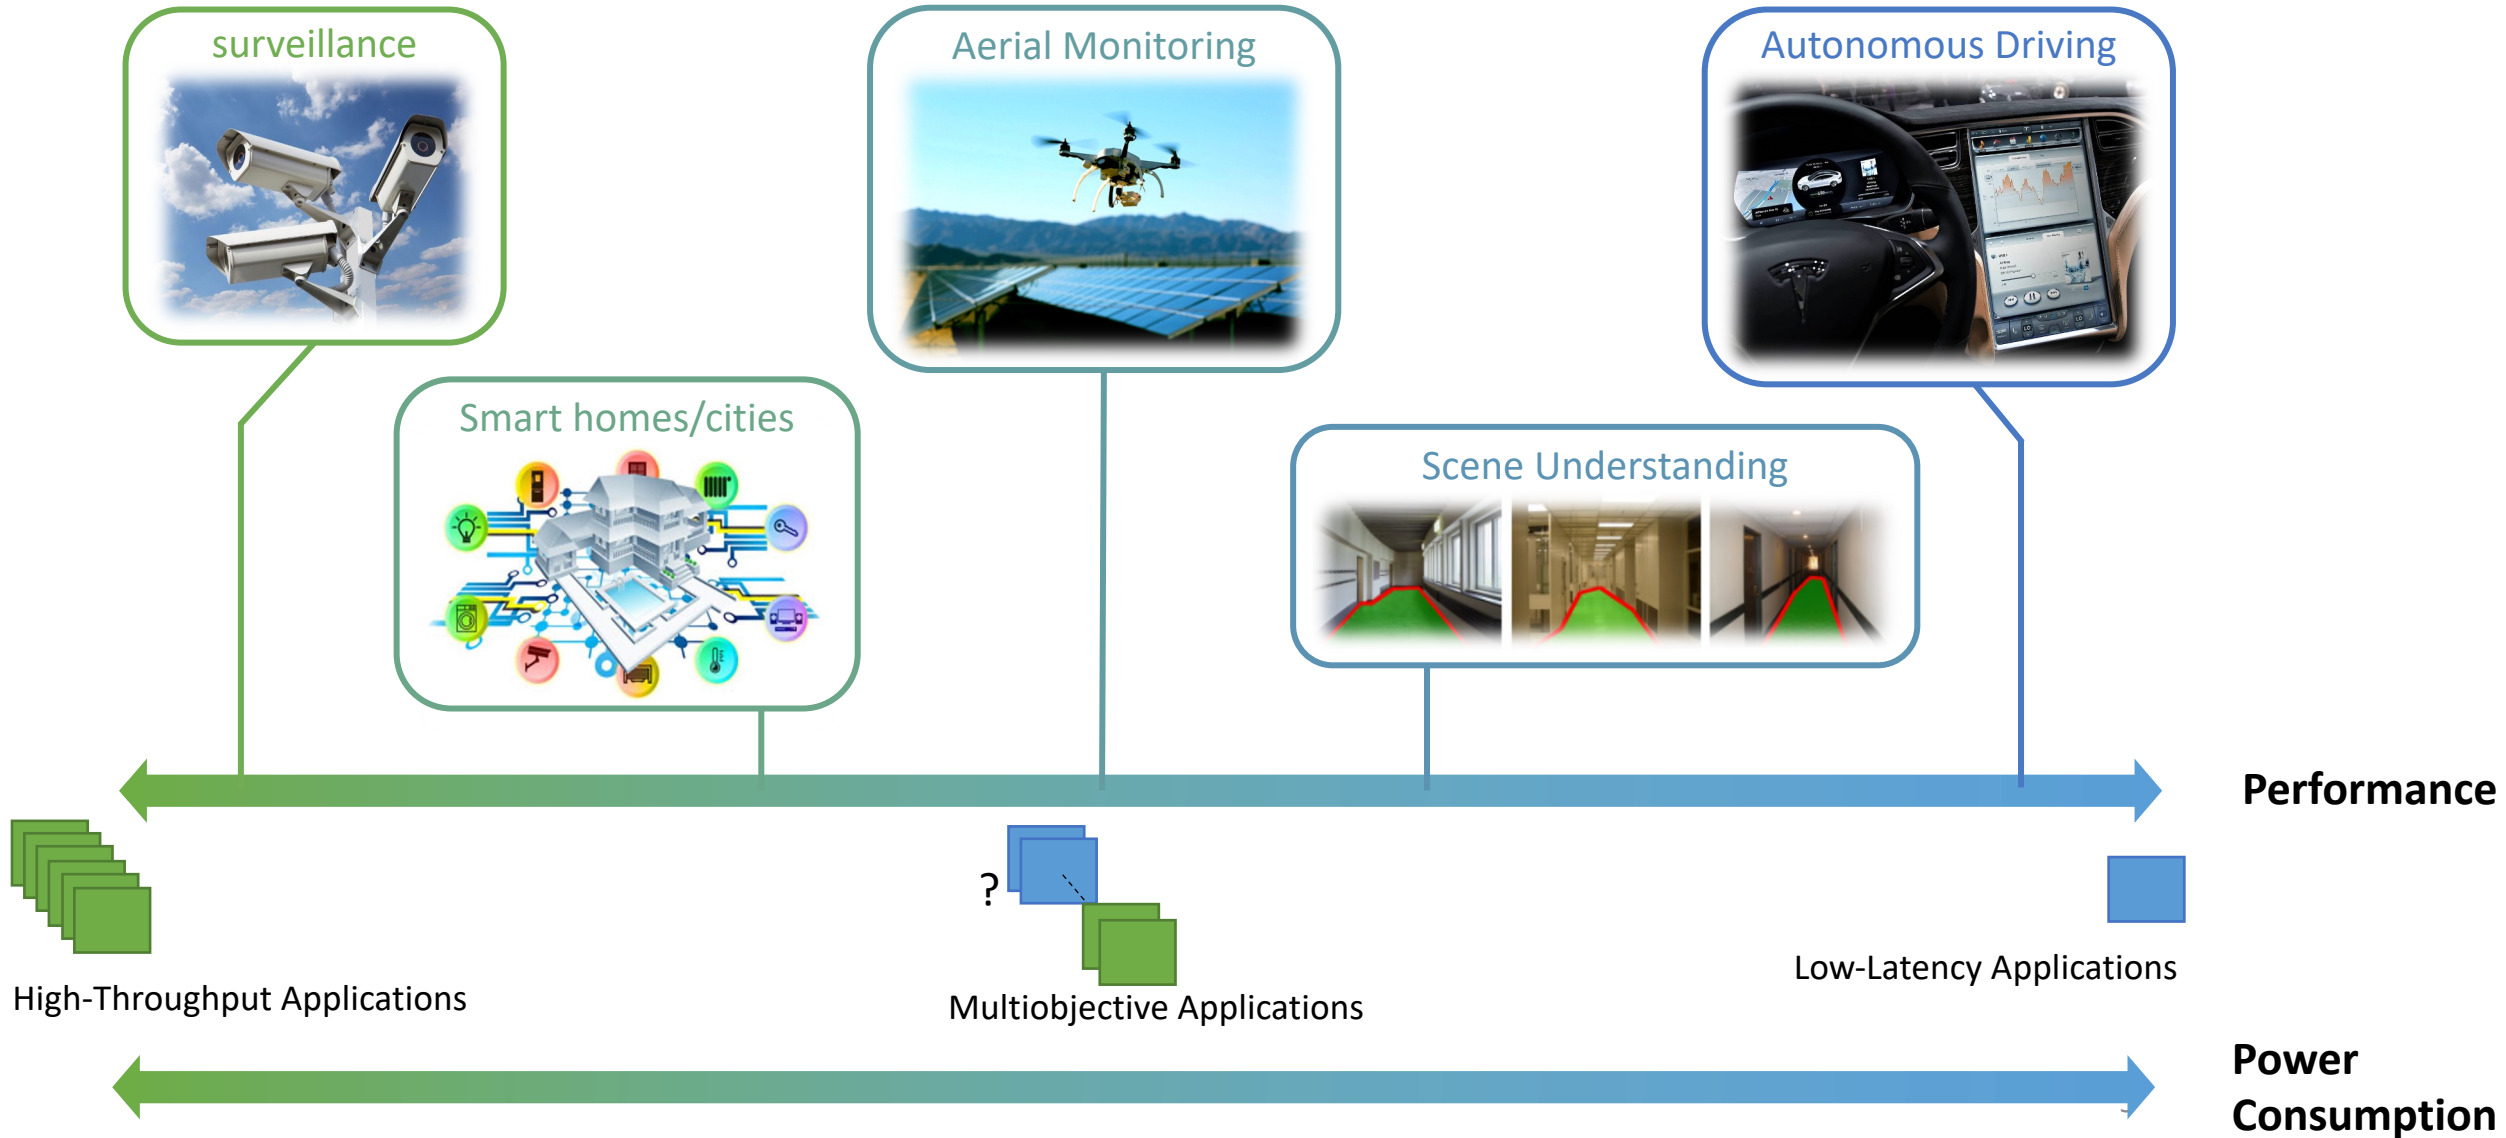 surveillance
Aerial Monitoring
Autonomous Driving
Smart homes/cities
Scene Understanding
Performance
?
High-Throughput Applications
Multiobjective Applications
Low-Latency Applications
Power
Consumption